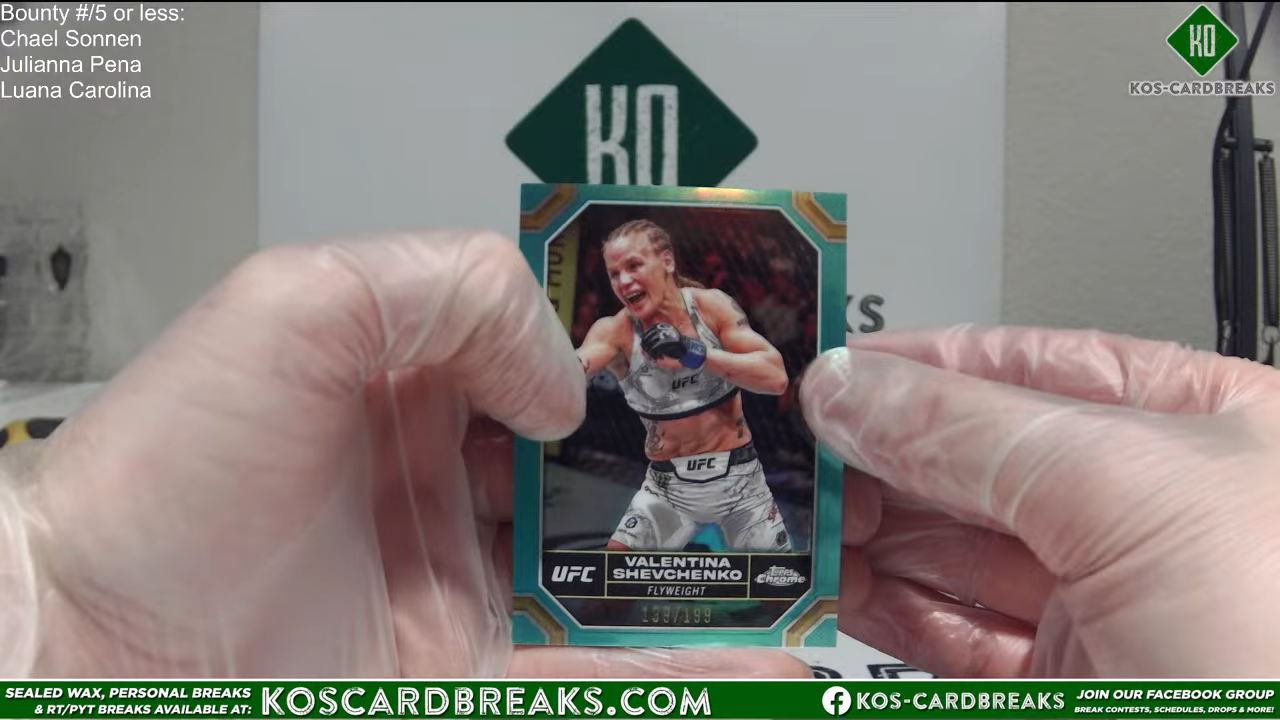 Bounty #/5 or less:
Chael Sonnen
Julianna Pena
Luana Carolina
KO
KOS-CARDBREAKS
KO
KS
UFC
UFC
UFC
VALENTINA
SHEVCHENKO
FLYWEIGHT
Topps
Chrome
/199
SEALED WAX, PERSONAL BREAKS
& RT/PYT BREAKS AVAILABLE AT:
KOSCARDBREAKS.COM
KOS-CARDBREAKS
JOIN OUR FACEBOOK GROUP
BREAK CONTESTS, SCHEDULES, DROPS & MORE!